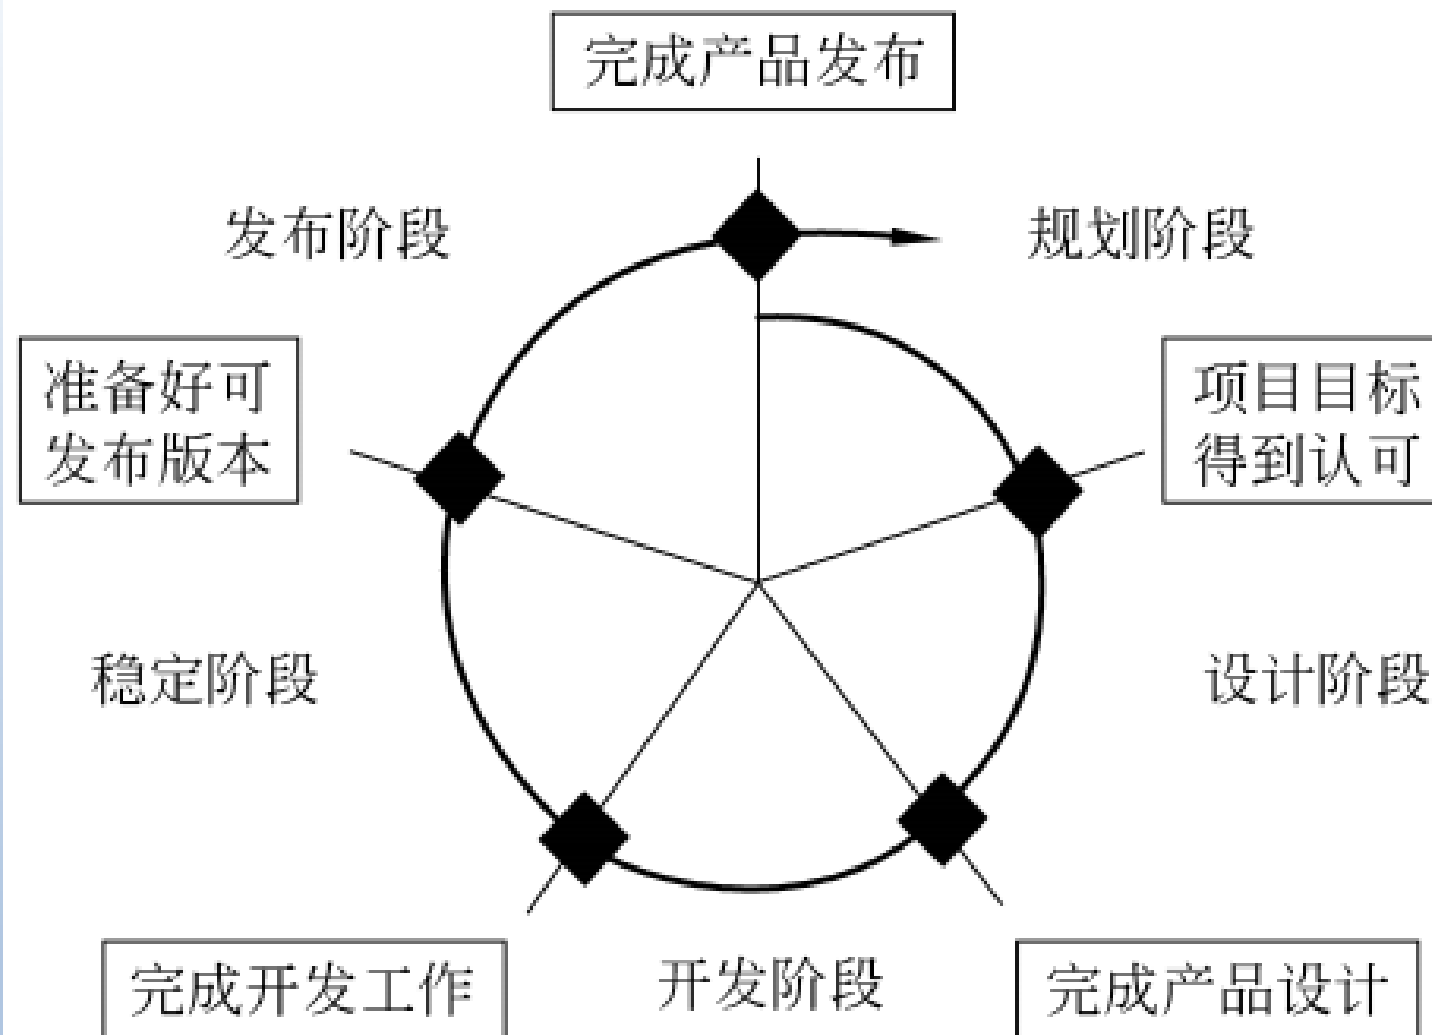 完成产品发布
发布阶段
规划阶段
准备好可
发布版本
项目目标
得到认可
稳定阶段
设计阶段
完成开发工作
开发阶段
完成产品设计